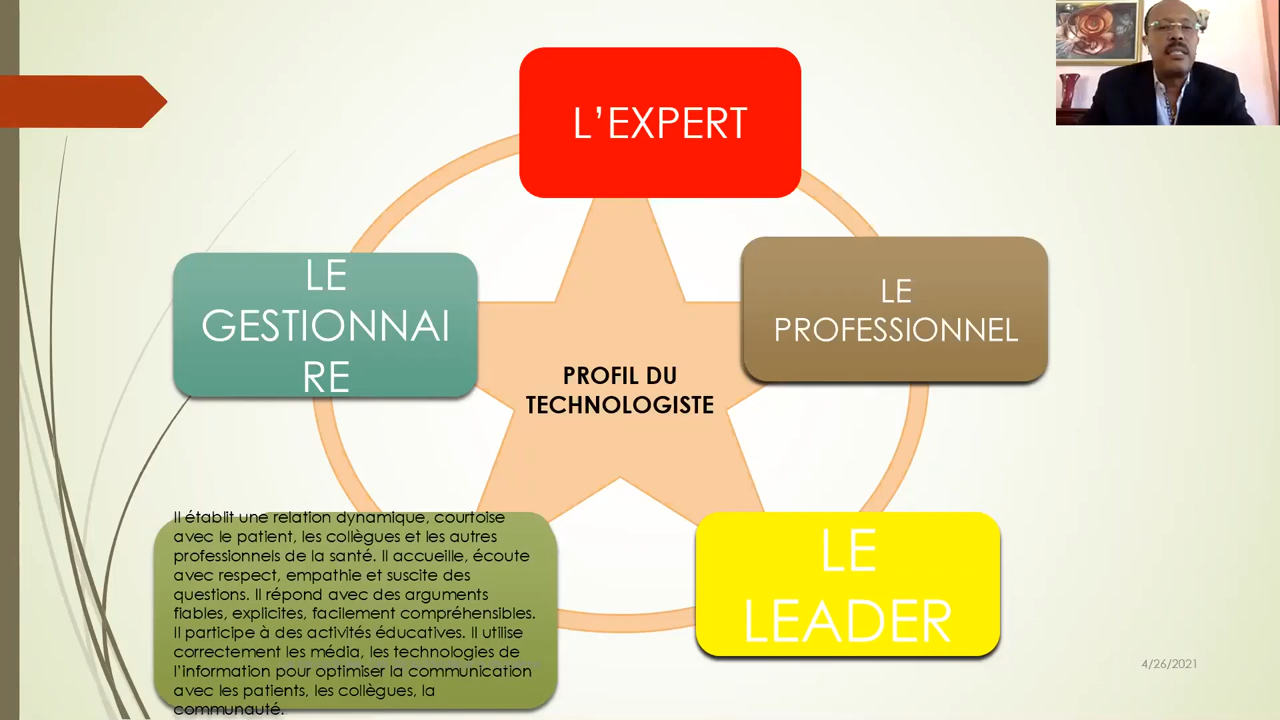 L'EXPERT
LE
GESTIONNAI
RE
LE
PROFESSIONNEL
PROFIL DU
TECHNOLOGISTE
Il établit une relation dynamique, courtoise
avec le patient, les collègues et les autres
professionnels de la santé. Il accueille, écoute
avec respect, empathie et suscite des
questions. Il répond avec des arguments
fiables, explicites, facilement compréhensibles.
Il participe à des activités éducatives. Il utilise
correctement les média, les technologies de
l'information pour optimiser la communication
avec les patients, les collègues, la
communauté.
LE
LEADER
4/26/2021